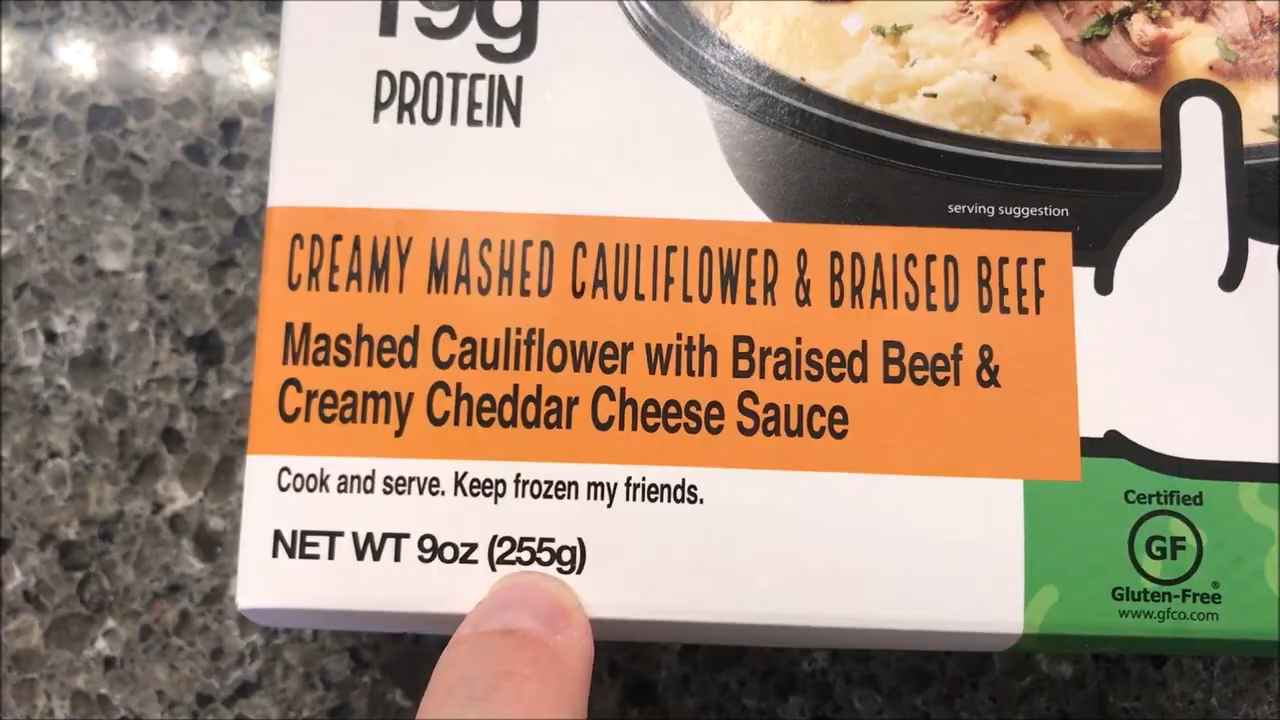 19g
PROTEIN
serving suggestion
CREAMY MASHED CAULIFLOWER & BRAISED BEEF
Mashed Cauliflower with Braised Beef &
Creamy Cheddar Cheese Sauce
Cook and serve. Keep frozen my friends.
NET WT 9oz (255g)
Certified
GF
Gluten-Free®
www.gfco.com